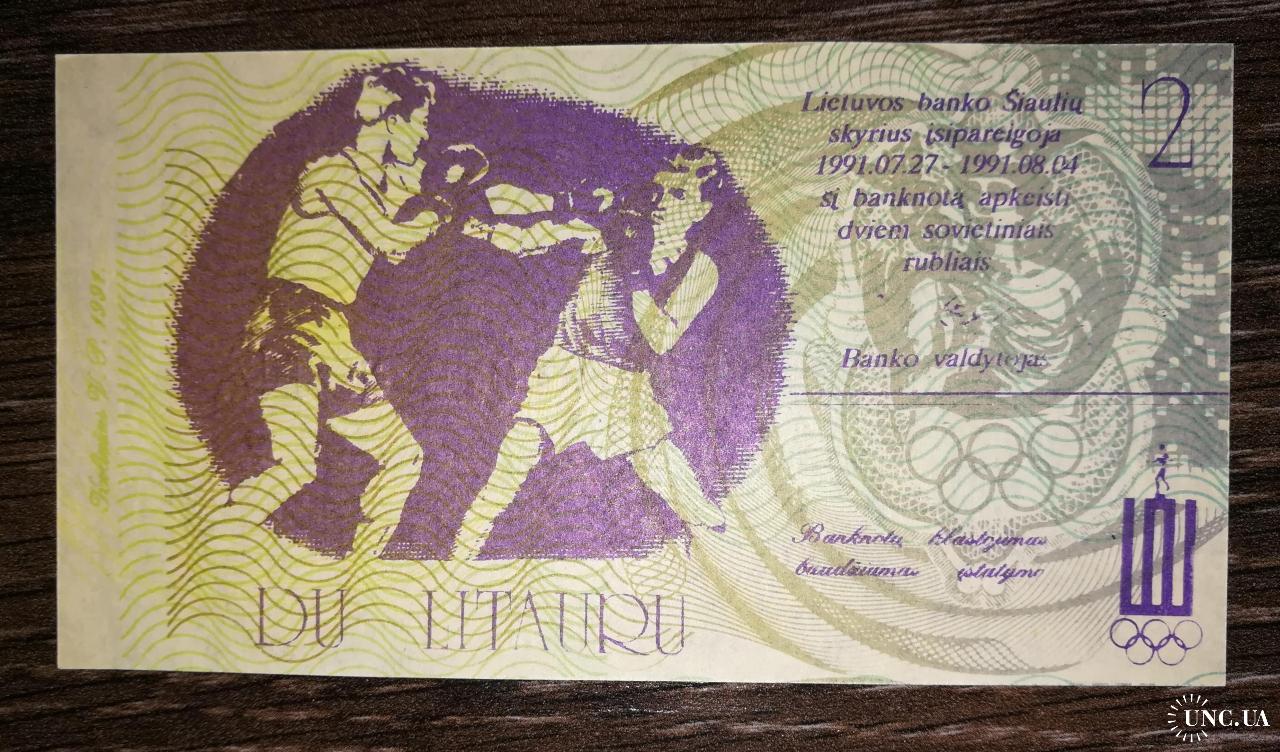 Lietuvos banko Šiaulių
skyrius įsipareigoja
1991.07.27 - 1991.08.04
šį banknotą apkeisti
dviem sovietiniais
rubliais
Banko valdytojas
2
Banknotų klastojimas
baudžiamas įstatymo
DU LITAURU
D. P. 1991.
UNC.UA